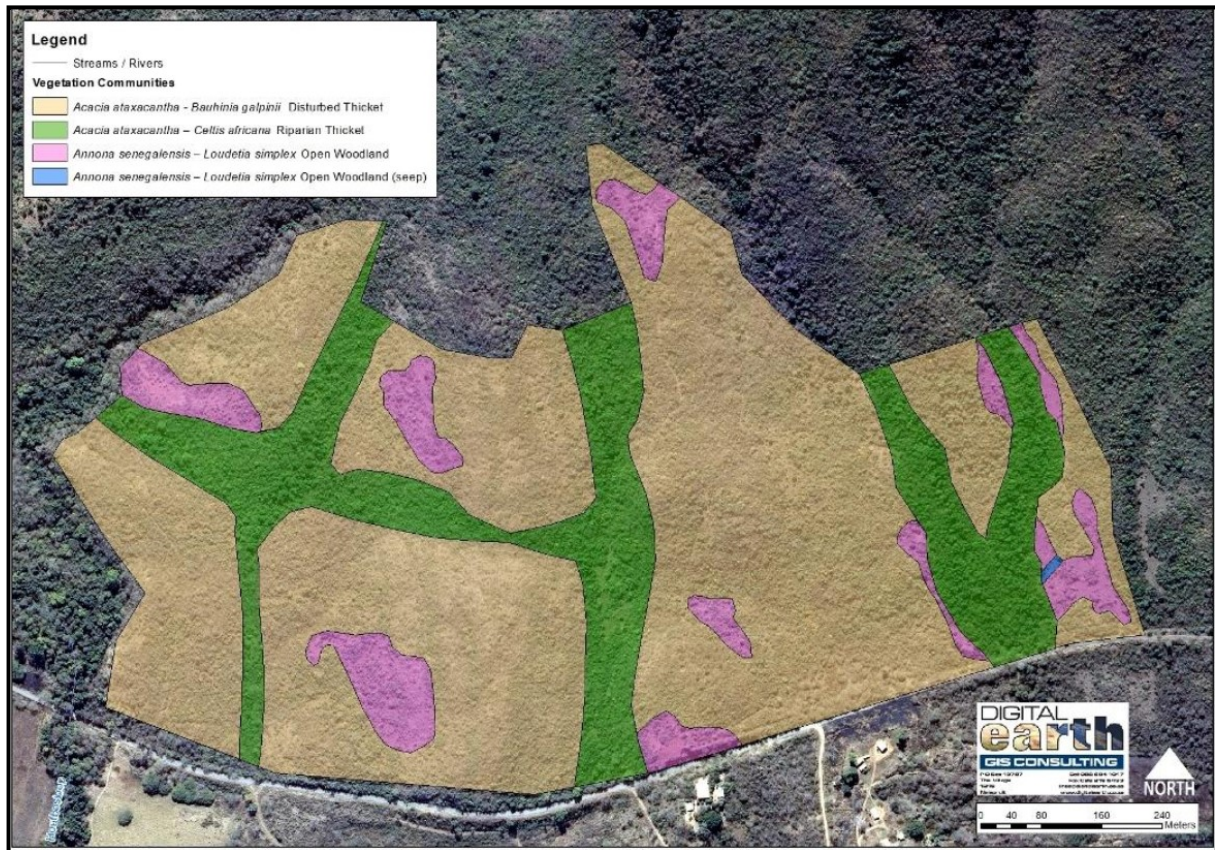 Legend
Streams / Rivers
Vegetation Communities
Acacia ataxacantha - Bauhinia galpinii Disturbed Thicket
Acacia ataxacantha – Celtis africana Riparian Thicket
Annona senegalensis – Loudetia simplex Open Woodland
Annona senegalensis – Loudetia simplex Open Woodland (seep)
DIGITAL
earth
GIS CONSULTING
NORTH
0 40 80 160 240
Meters